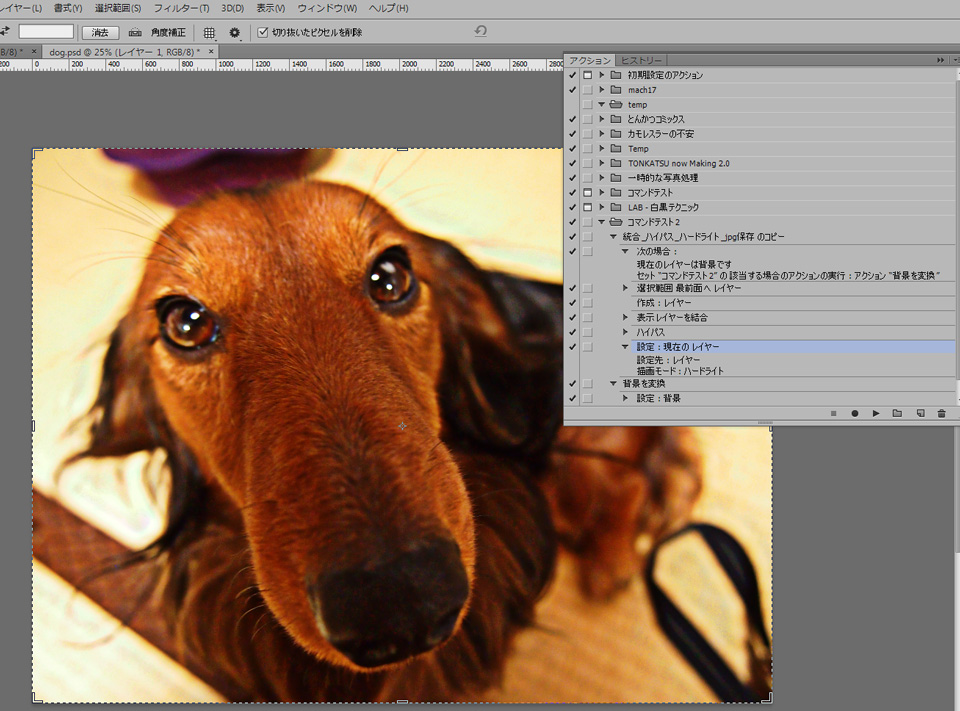 イヤー(L) 書式(Y) 選択範囲(S) フィルター(T) 3D(D) 表示(V) ウィンドウ(W) ヘルプ(H)
消去 角度補正 切り抜いたピクセルを削除
B/8) * × dog.psd @ 25% (レイヤー 1, RGB/8) * ×
200 0 200 400 600 800 1000 1200 1400 1600 1800 2000 2200 2400 2600 2800
アクション ヒストリー
初期設定のアクション
mach17
temp
とんかつコミックス
カモレスラーの不安
Temp
TONKATSU now Making 2.0
一時的な写真処理
コマンドテスト
LAB - 白黒テクニック
コマンドテスト2
統合_ハイパス_ハードライト_jpg保存 のコピー
次の場合 :
現在のレイヤーは背景です
セット "コマンドテスト2" の 該当する場合のアクションの実行 : アクション "背景を変換"
選択範囲 最前面へ レイヤー
作成 : レイヤー
表示レイヤーを結合
ハイパス
設定 : 現在の レイヤー
設定先 : レイヤー
描画モード : ハードライト
背景を変換
設定 : 背景